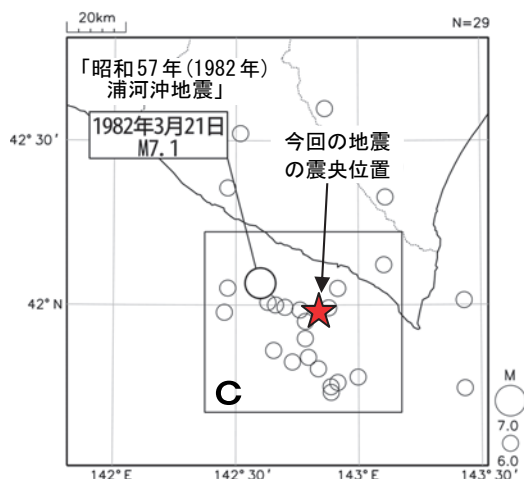 20km
N=29
「昭和57年(1982年)
浦河沖地震」
1982年3月21日
M7.1
今回の地震
の震央位置
42°30′
42°N
C
M
7.0
6.0
142°E
142°30′
143°E
143°30′